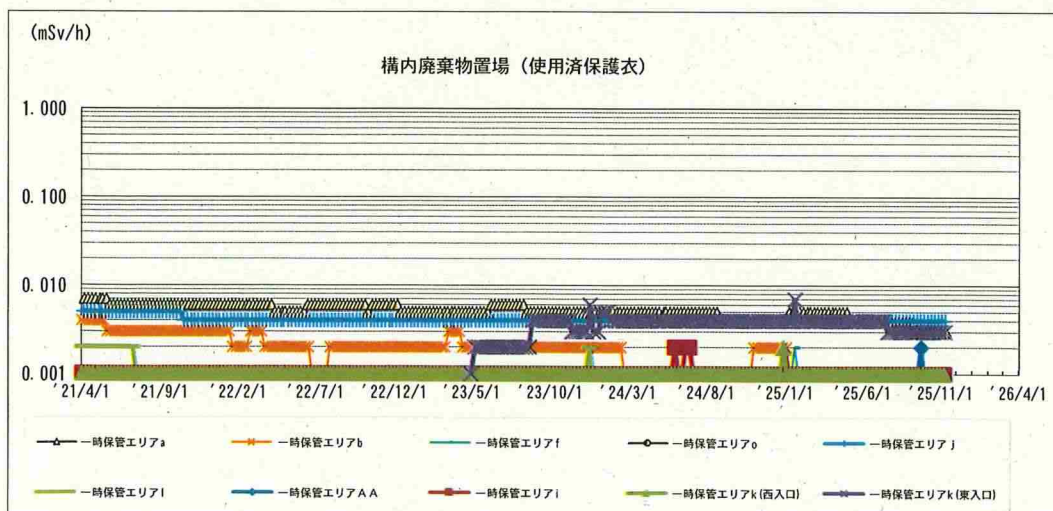 (mSv/h)
構内廃棄物置場（使用済保護衣）
1.000
0.100
0.010
0.001
'21/4/1 '21/9/1 '22/2/1 '22/7/1 '22/12/1 '23/5/1 '23/10/1 '24/3/1 '24/8/1 '25/1/1 '25/6/1 '25/11/1 '26/4/1
一時保管エリアa 一時保管エリアb 一時保管エリアf 一時保管エリアo 一時保管エリアj
一時保管エリアl 一時保管エリアＡＡ 一時保管エリアi 一時保管エリアk(西入口) 一時保管エリアk(東入口)